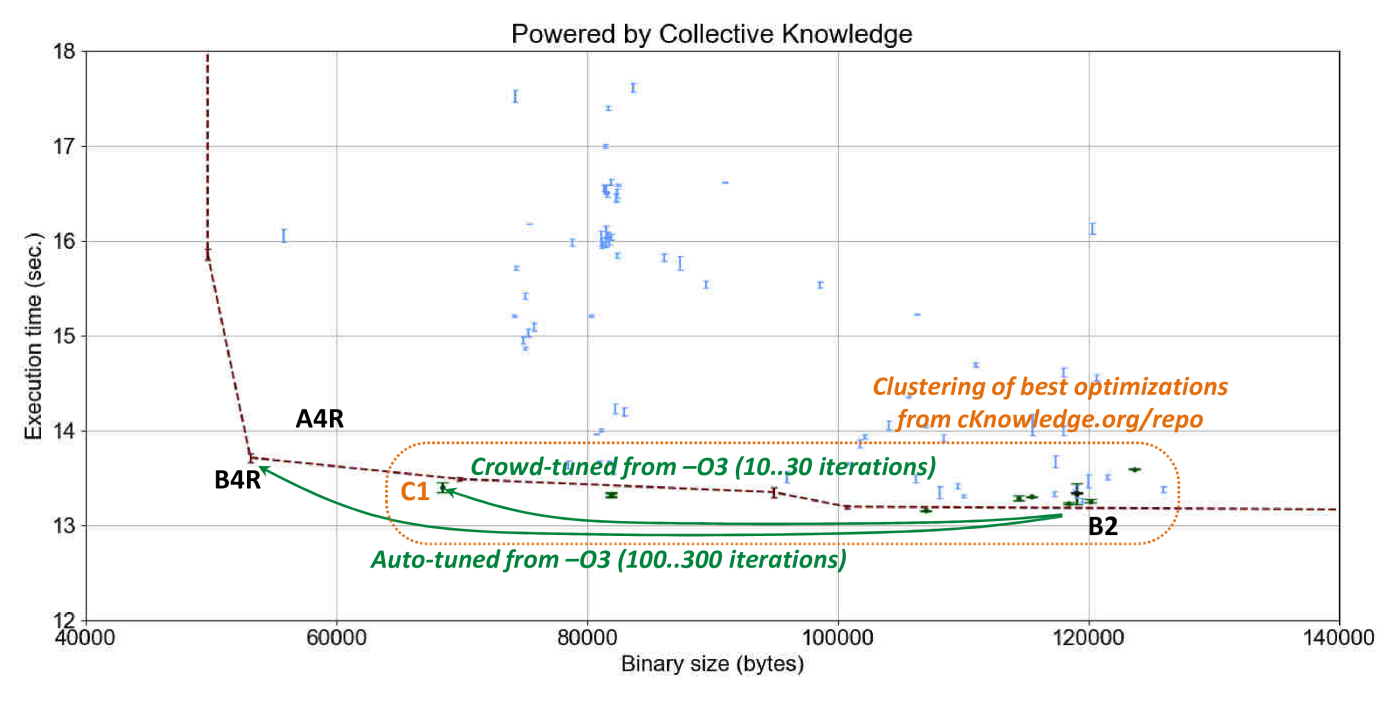 Powered by Collective Knowledge
Execution time (sec.)
18
17
16
15
14
13
12
Clustering of best optimizations
from cKnowledge.org/repo
A4R
B4R
Crowd-tuned from –O3 (10..30 iterations)
C1
B2
Auto-tuned from –O3 (100..300 iterations)
40000 60000 80000 100000 120000 140000
Binary size (bytes)